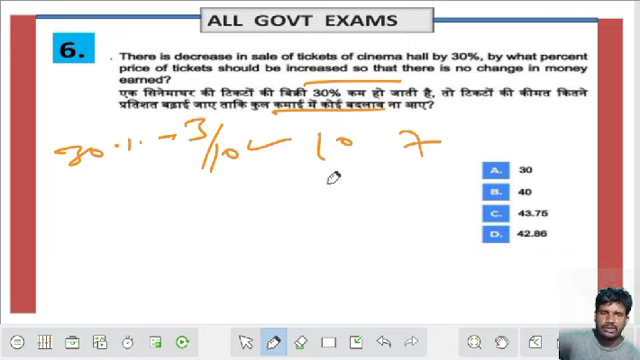 ALL GOVT EXAMS
6.
There is decrease in sale of tickets of cinema hall by 30%, by what percent
price of tickets should be increased so that there is no change in money
earned?
एक सिनेमाघर की टिकटों की बिक्री 30% कम हो जाती है, तो टिकटों की कीमत कितने
प्रतिशत बढ़ाई जाए ताकि कुल कमाई में कोई बदलाव ना आए?
30% → 3/10 10 7
A. 30
B. 40
C. 43.75
D. 42.86